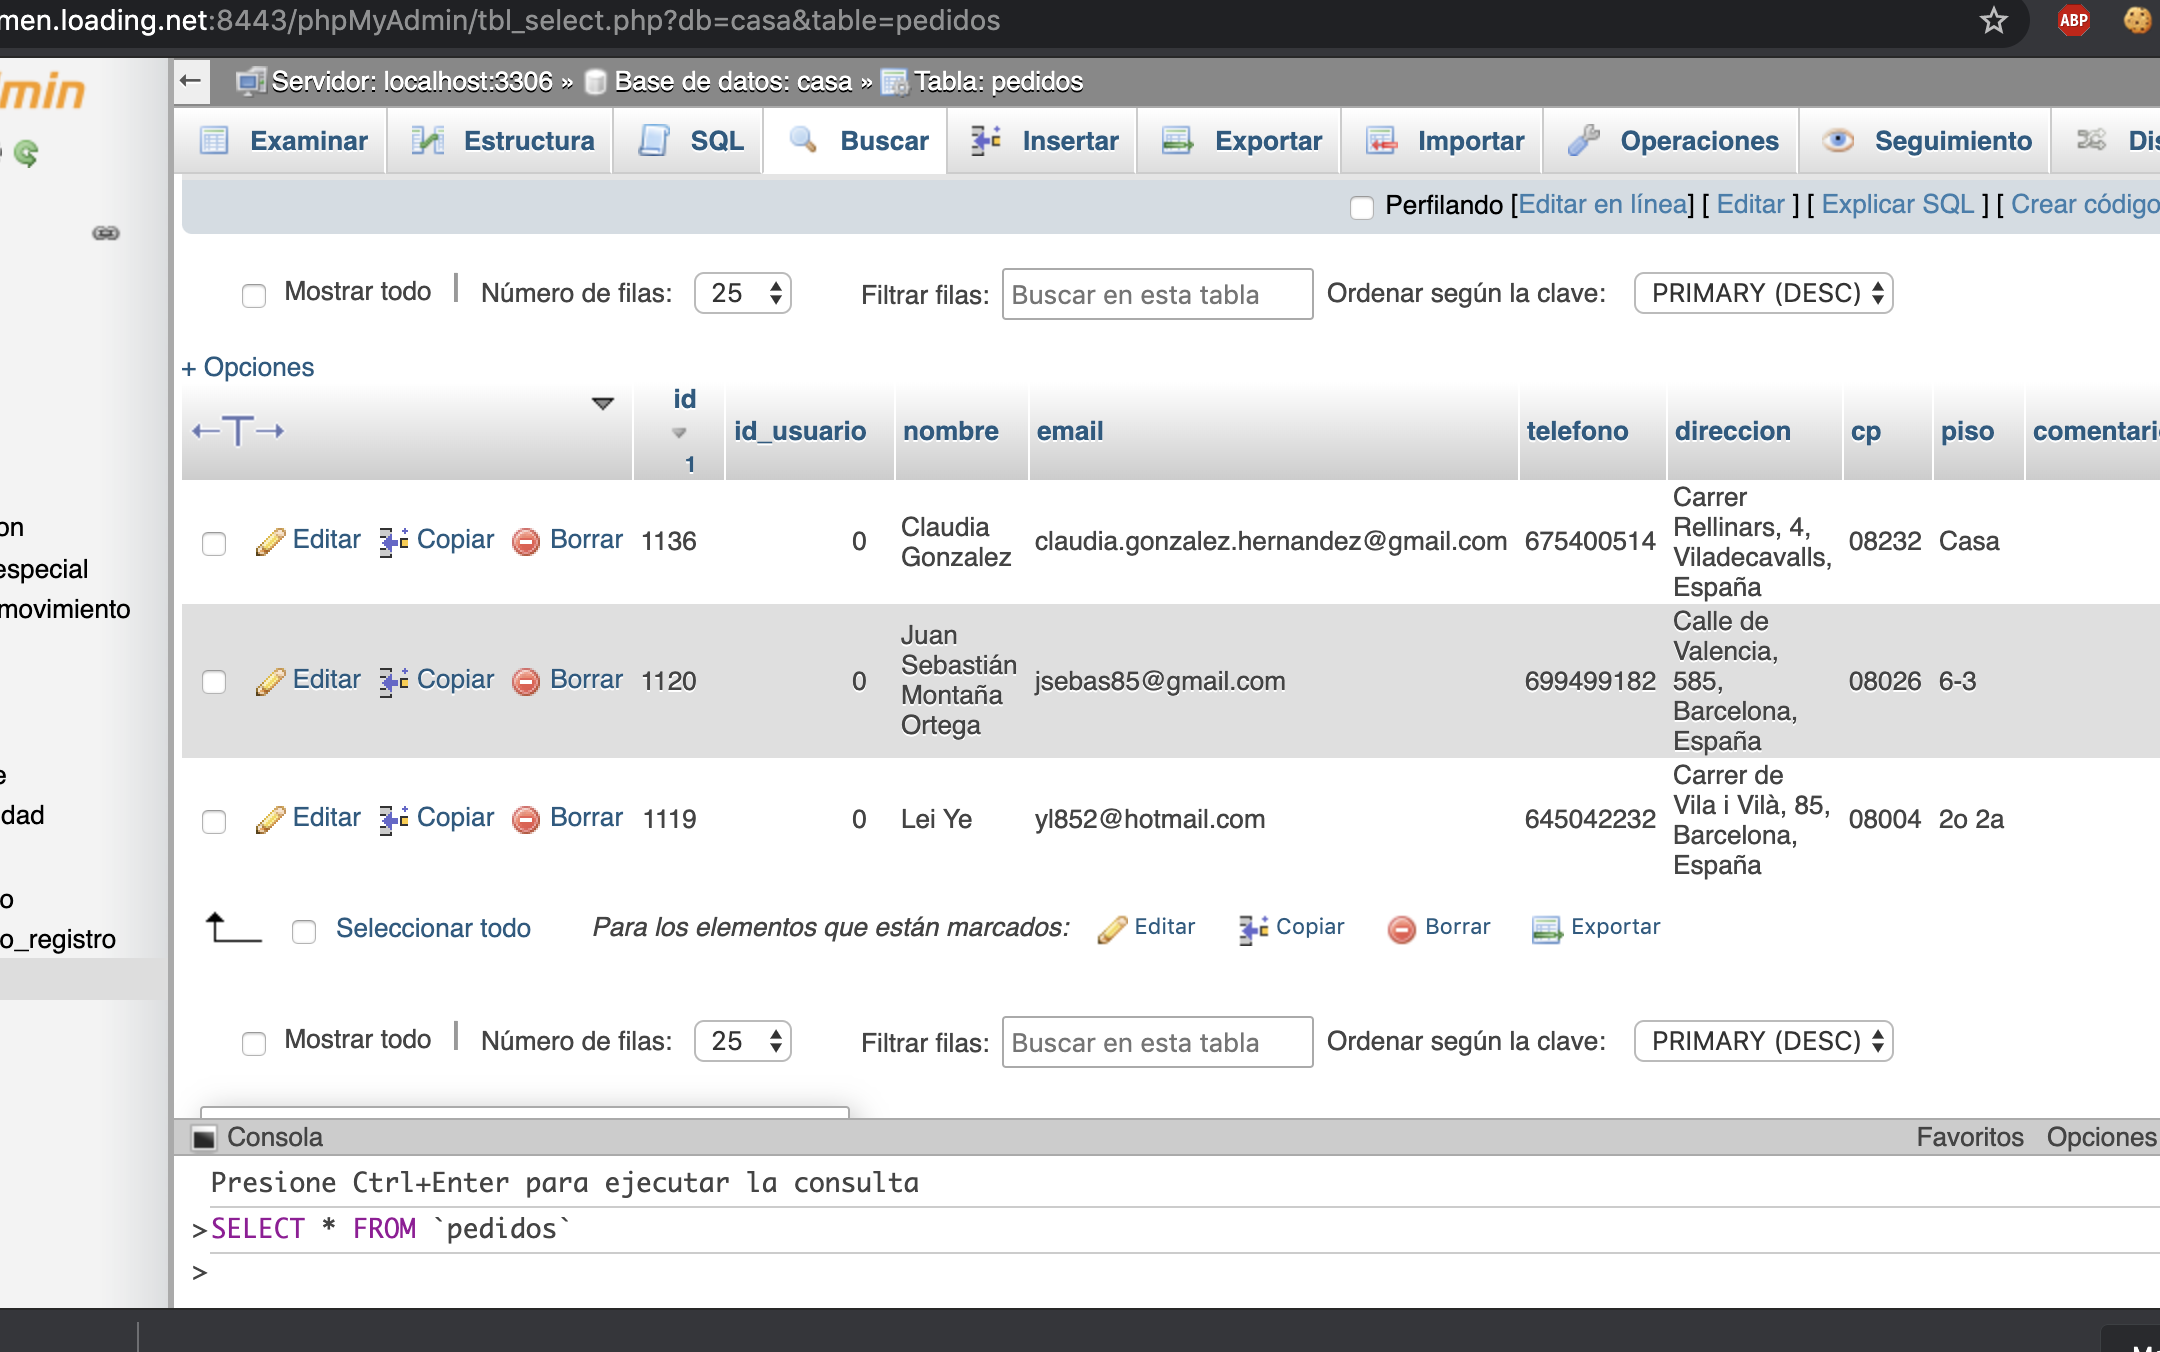 men.loading.net:8443/phpMyAdmin/tbl_select.php?db=casa&table=pedidos
ABP
min
Servidor: localhost:3306 » Base de datos: casa » Tabla: pedidos
Examinar Estructura SQL Buscar Insertar Exportar Importar Operaciones Seguimiento Dis
Perfilando [Editar en línea] [ Editar ] [ Explicar SQL ] [ Crear código
Mostrar todo | Número de filas: 25 Filtrar filas: Buscar en esta tabla Ordenar según la clave: PRIMARY (DESC)
+ Opciones
←T→ id 1 id_usuario nombre email telefono direccion cp piso comentari
Editar Copiar Borrar 1136 0 Claudia Gonzalez claudia.gonzalez.hernandez@gmail.com 675400514 Carrer Rellinars, 4, Viladecavalls, España 08232 Casa
Editar Copiar Borrar 1120 0 Juan Sebastián Montaña Ortega jsebas85@gmail.com 699499182 Calle de Valencia, 585, Barcelona, España 08026 6-3
Editar Copiar Borrar 1119 0 Lei Ye yl852@hotmail.com 645042232 Carrer de Vila i Vilà, 85, Barcelona, España 08004 2o 2a
Seleccionar todo Para los elementos que están marcados: Editar Copiar Borrar Exportar
Mostrar todo | Número de filas: 25 Filtrar filas: Buscar en esta tabla Ordenar según la clave: PRIMARY (DESC)
on
especial
movimiento
e
dad
o
o_registro
Consola Favoritos Opciones
Presione Ctrl+Enter para ejecutar la consulta
>SELECT * FROM `pedidos`
>